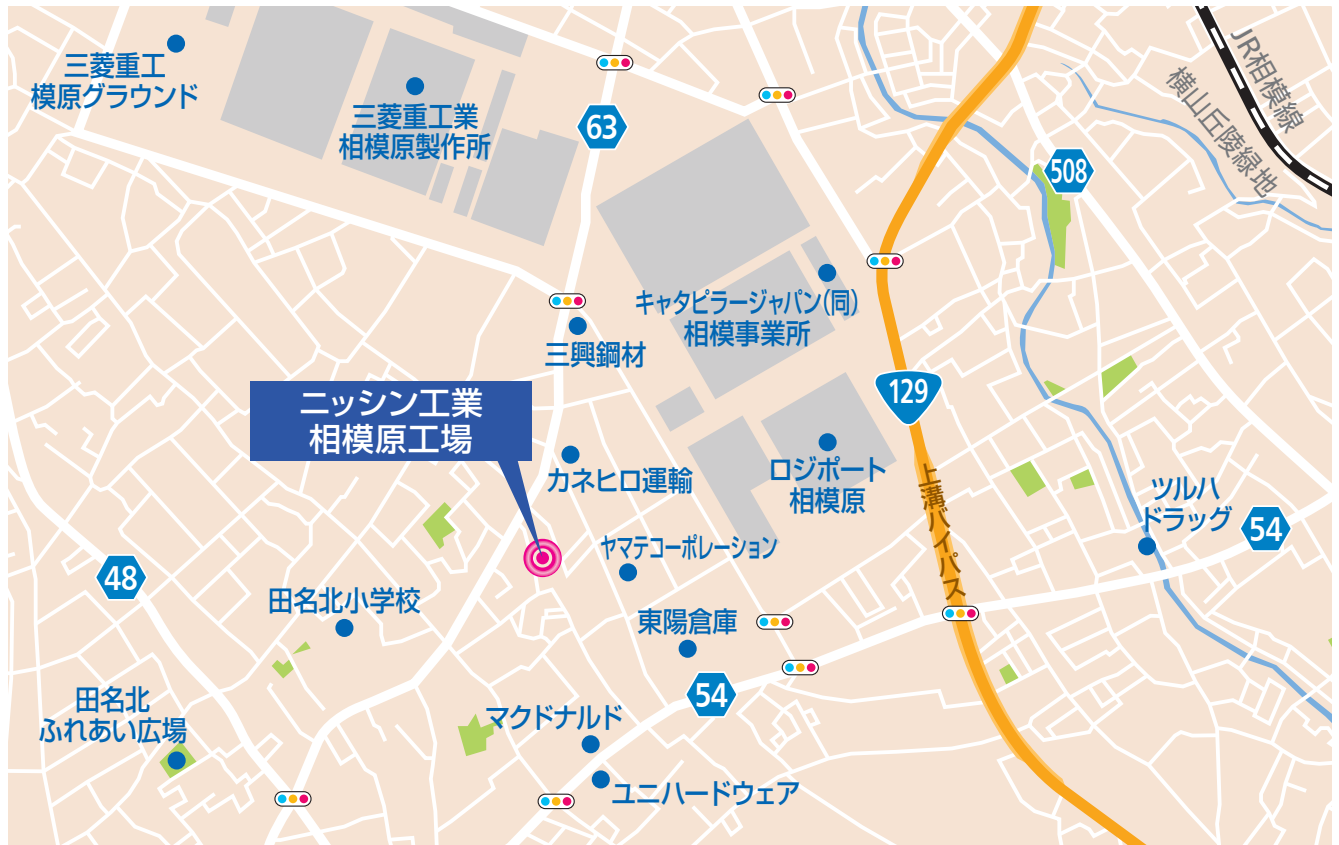 三菱重工
模原グラウンド
三菱重工業
相模原製作所
63
JR相模線
横山丘陵緑地
508
キャタピラージャパン(同)
相模事業所
三興鋼材
129
ニッシン工業
相模原工場
カネヒロ運輸
ロジポート
相模原
上溝バイパス
ツルハ
ドラッグ
54
ヤマテコーポレーション
48
田名北小学校
東陽倉庫
54
田名北
ふれあい広場
マクドナルド
ユニハードウェア